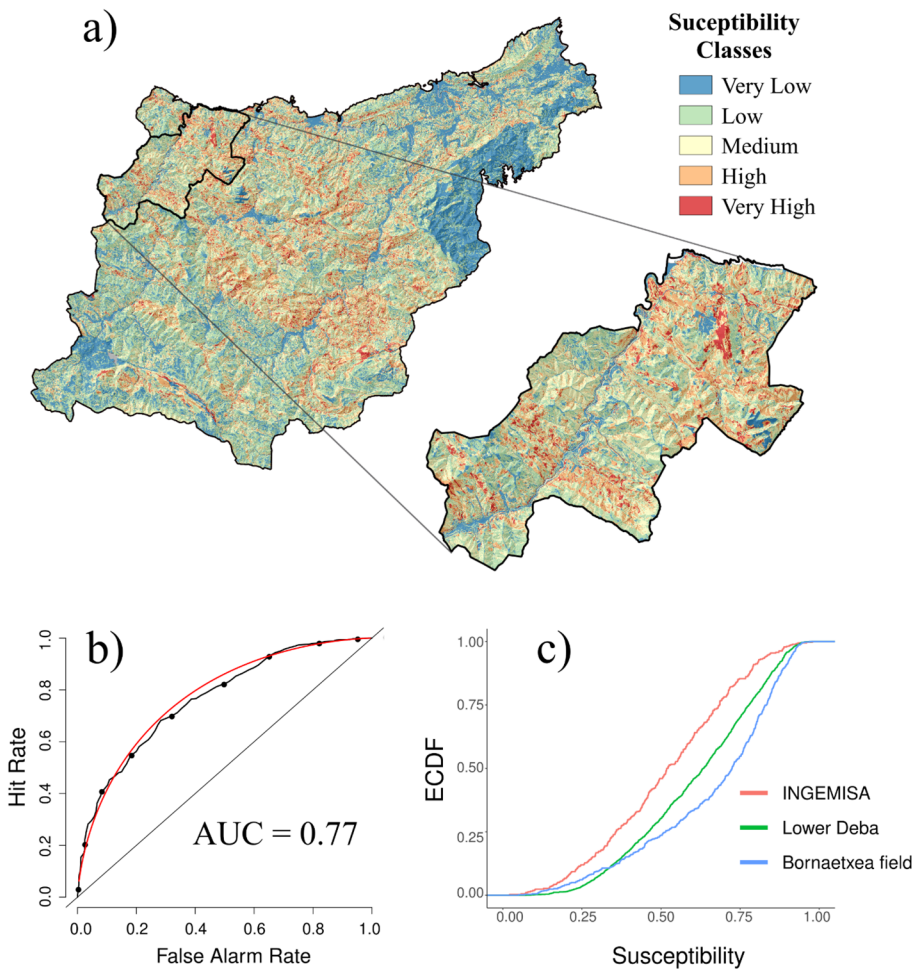 a)
Suceptibility
Classes
Very Low
Low
Medium
High
Very High
b)
Hit Rate
0.0 0.2 0.4 0.6 0.8 1.0
AUC = 0.77
0.0 0.2 0.4 0.6 0.8 1.0
False Alarm Rate
c)
ECDF
1.00
0.75
0.50
0.25
0.00
INGEMISA
Lower Deba
Bornaetxea field
0.00 0.25 0.50 0.75 1.00
Susceptibility